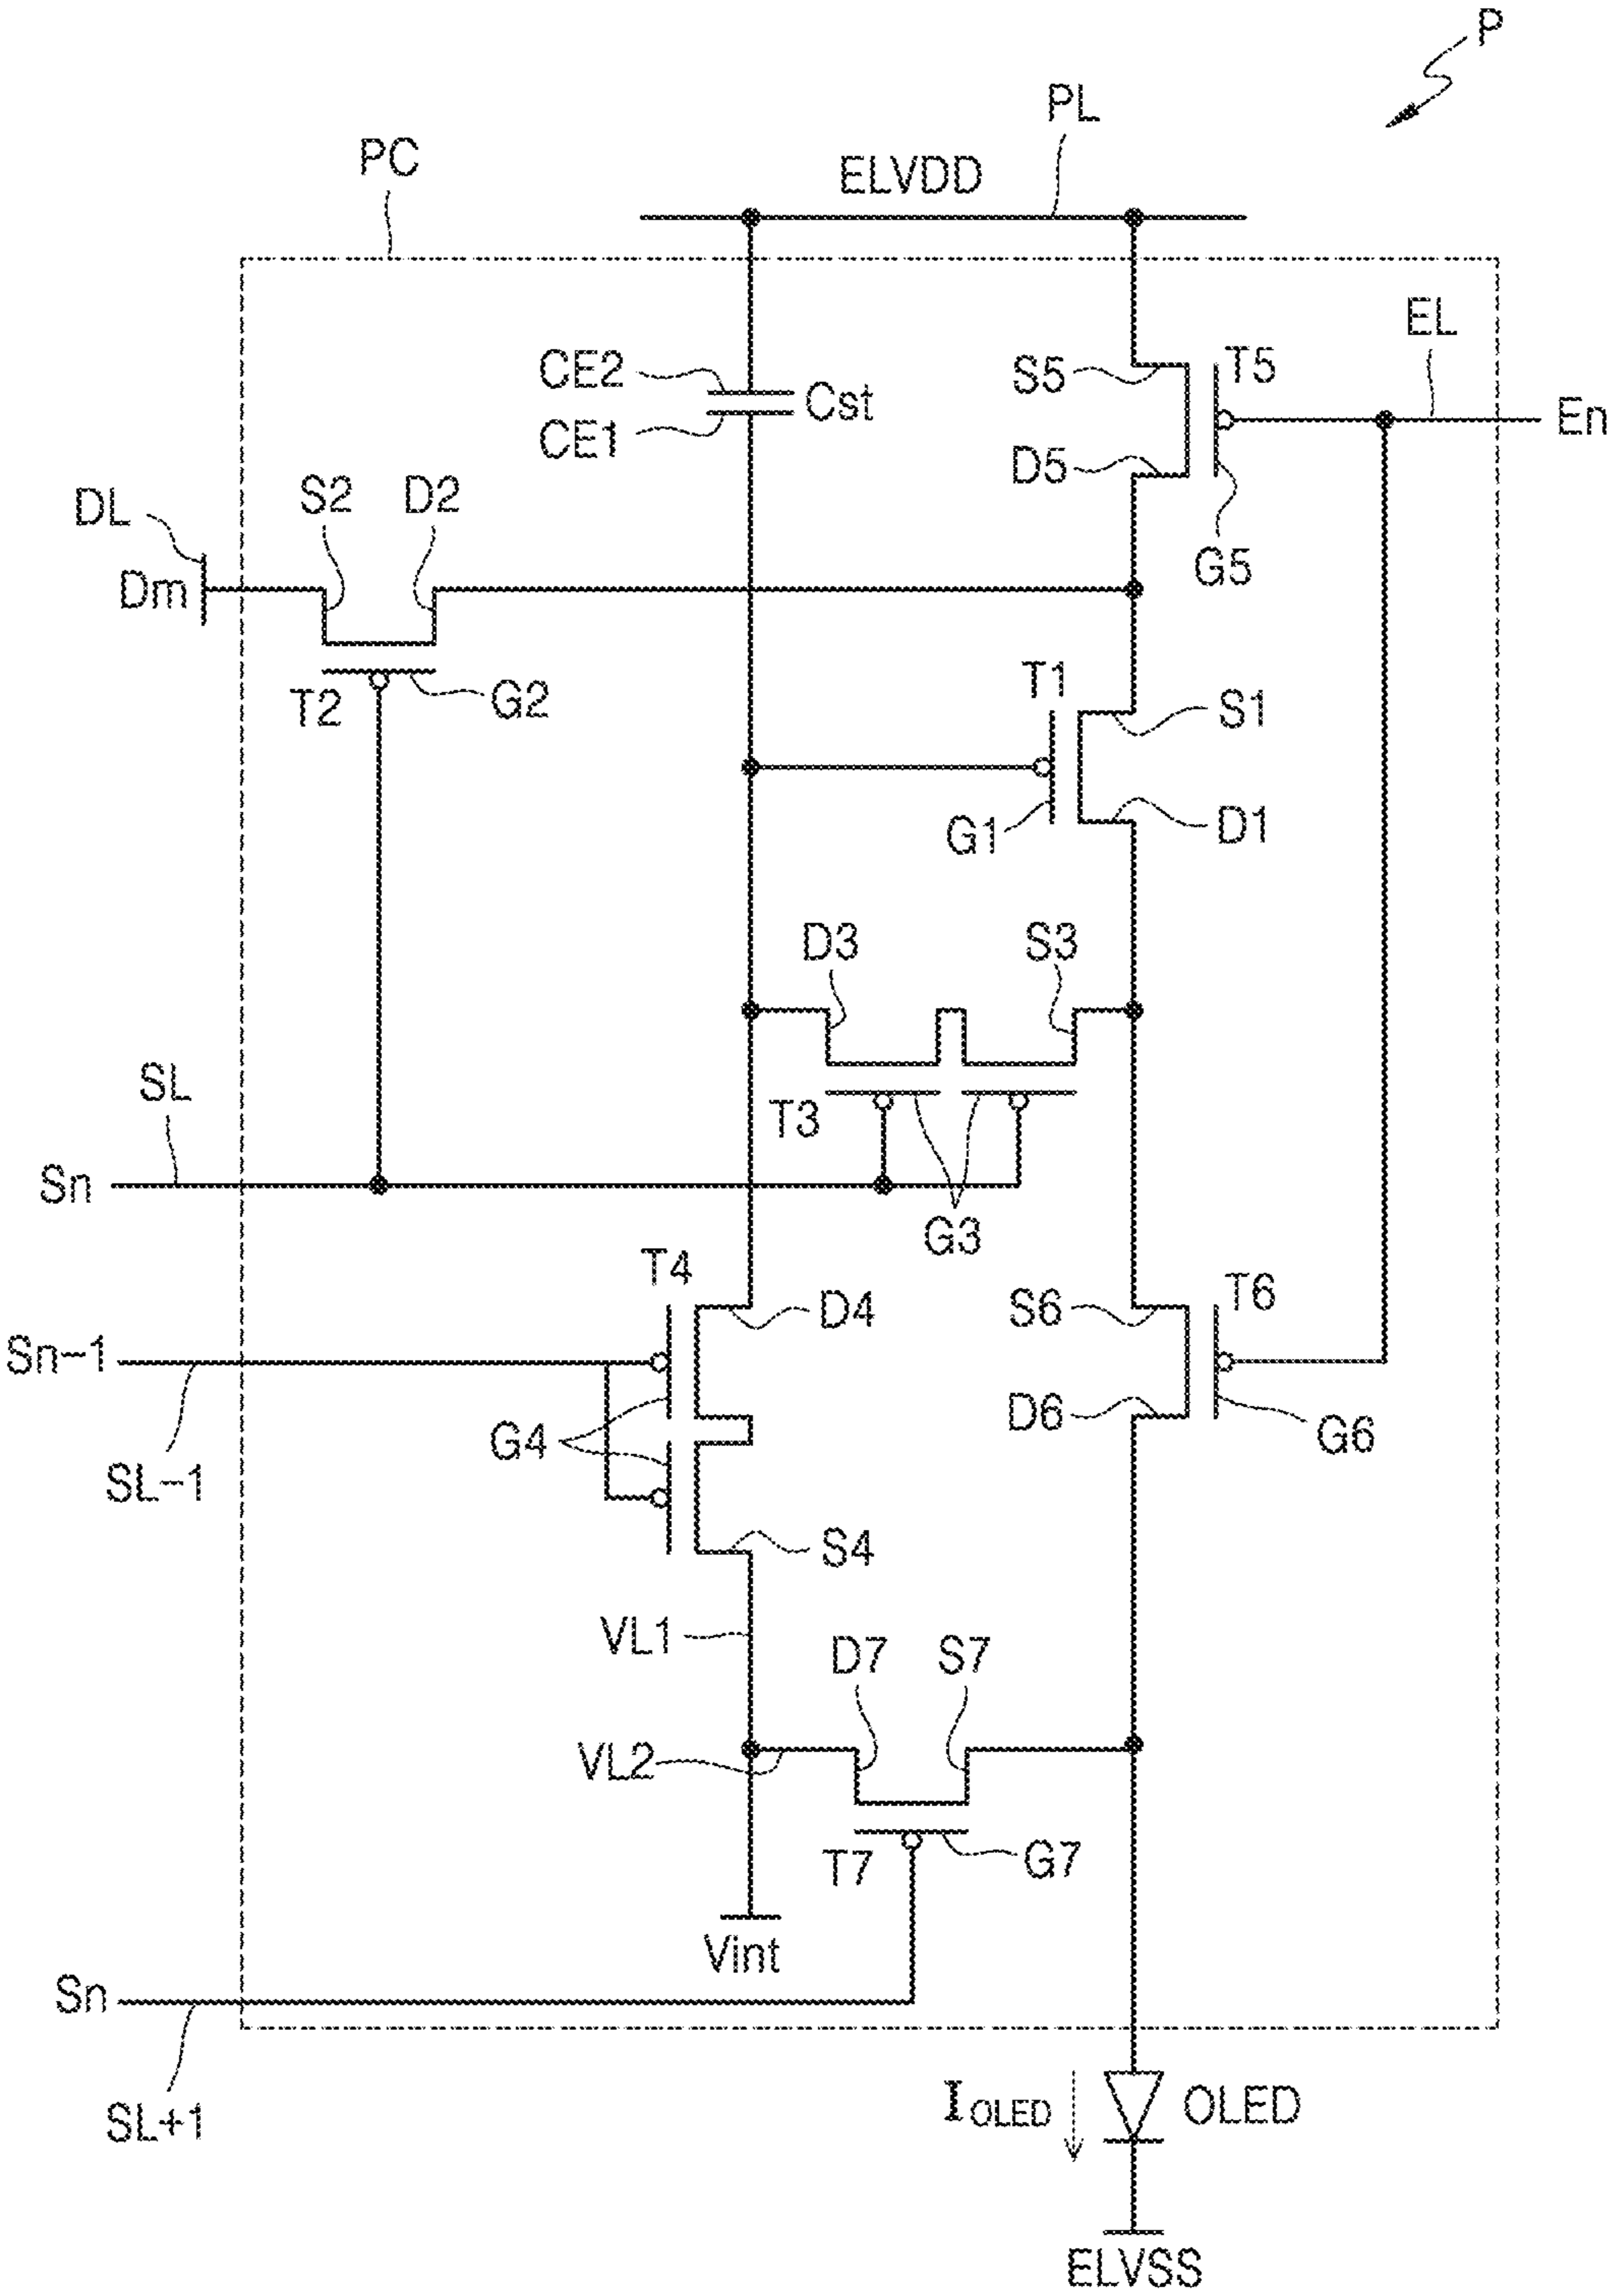 P
PL
PC
ELVDD
EL
CE2
Cst
CE1
S5
T5
En
D5
G5
S2
D2
DL
Dm
T2
G2
T1
S1
G1
D1
D3
S3
SL
T3
Sn
G3
T4
D4
S6
T6
Sn-1
G4
D6
G6
SL-1
S4
VL1
D7
S7
VL2
T7
G7
Vint
Sn
SL+1
IOLED
OLED
ELVSS